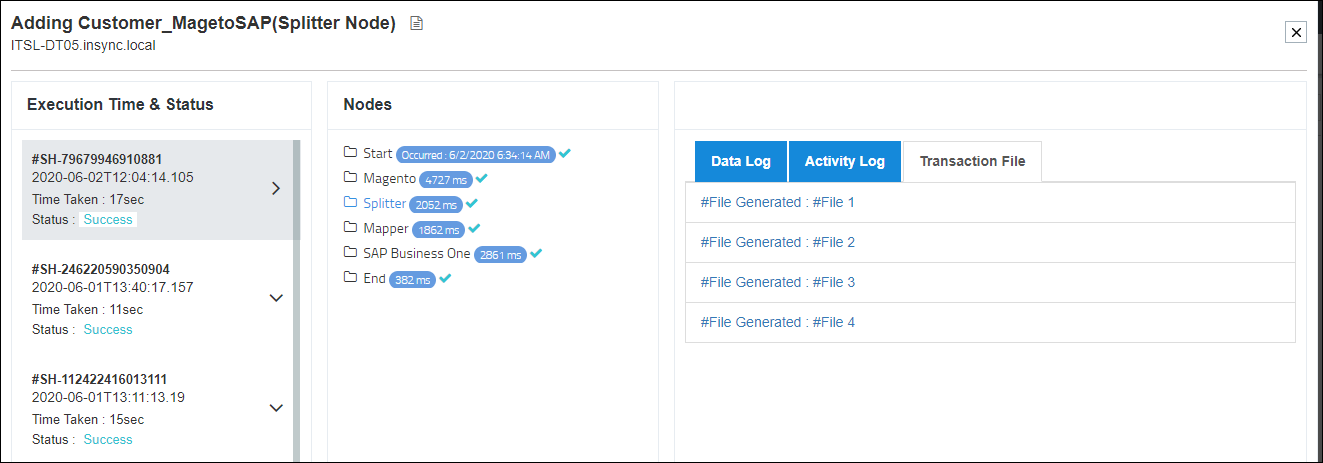 Adding Customer_MagetoSAP(Splitter Node)
ITSL-DT05.insync.local
Execution Time & Status
#SH-79679946910881
2020-06-02T12:04:14.105
Time Taken : 17sec
Status : Success
#SH-246220590350904
2020-06-01T13:40:17.157
Time Taken : 11sec
Status : Success
#SH-112422416013111
2020-06-01T13:11:13.19
Time Taken : 15sec
Status : Success
Nodes
Start Occurred : 6/2/2020 6:34:14 AM
Magento 4727 ms
Splitter 2052 ms
Mapper 1862 ms
SAP Business One 2861 ms
End 382 ms
Data Log Activity Log Transaction File
#File Generated : #File 1
#File Generated : #File 2
#File Generated : #File 3
#File Generated : #File 4